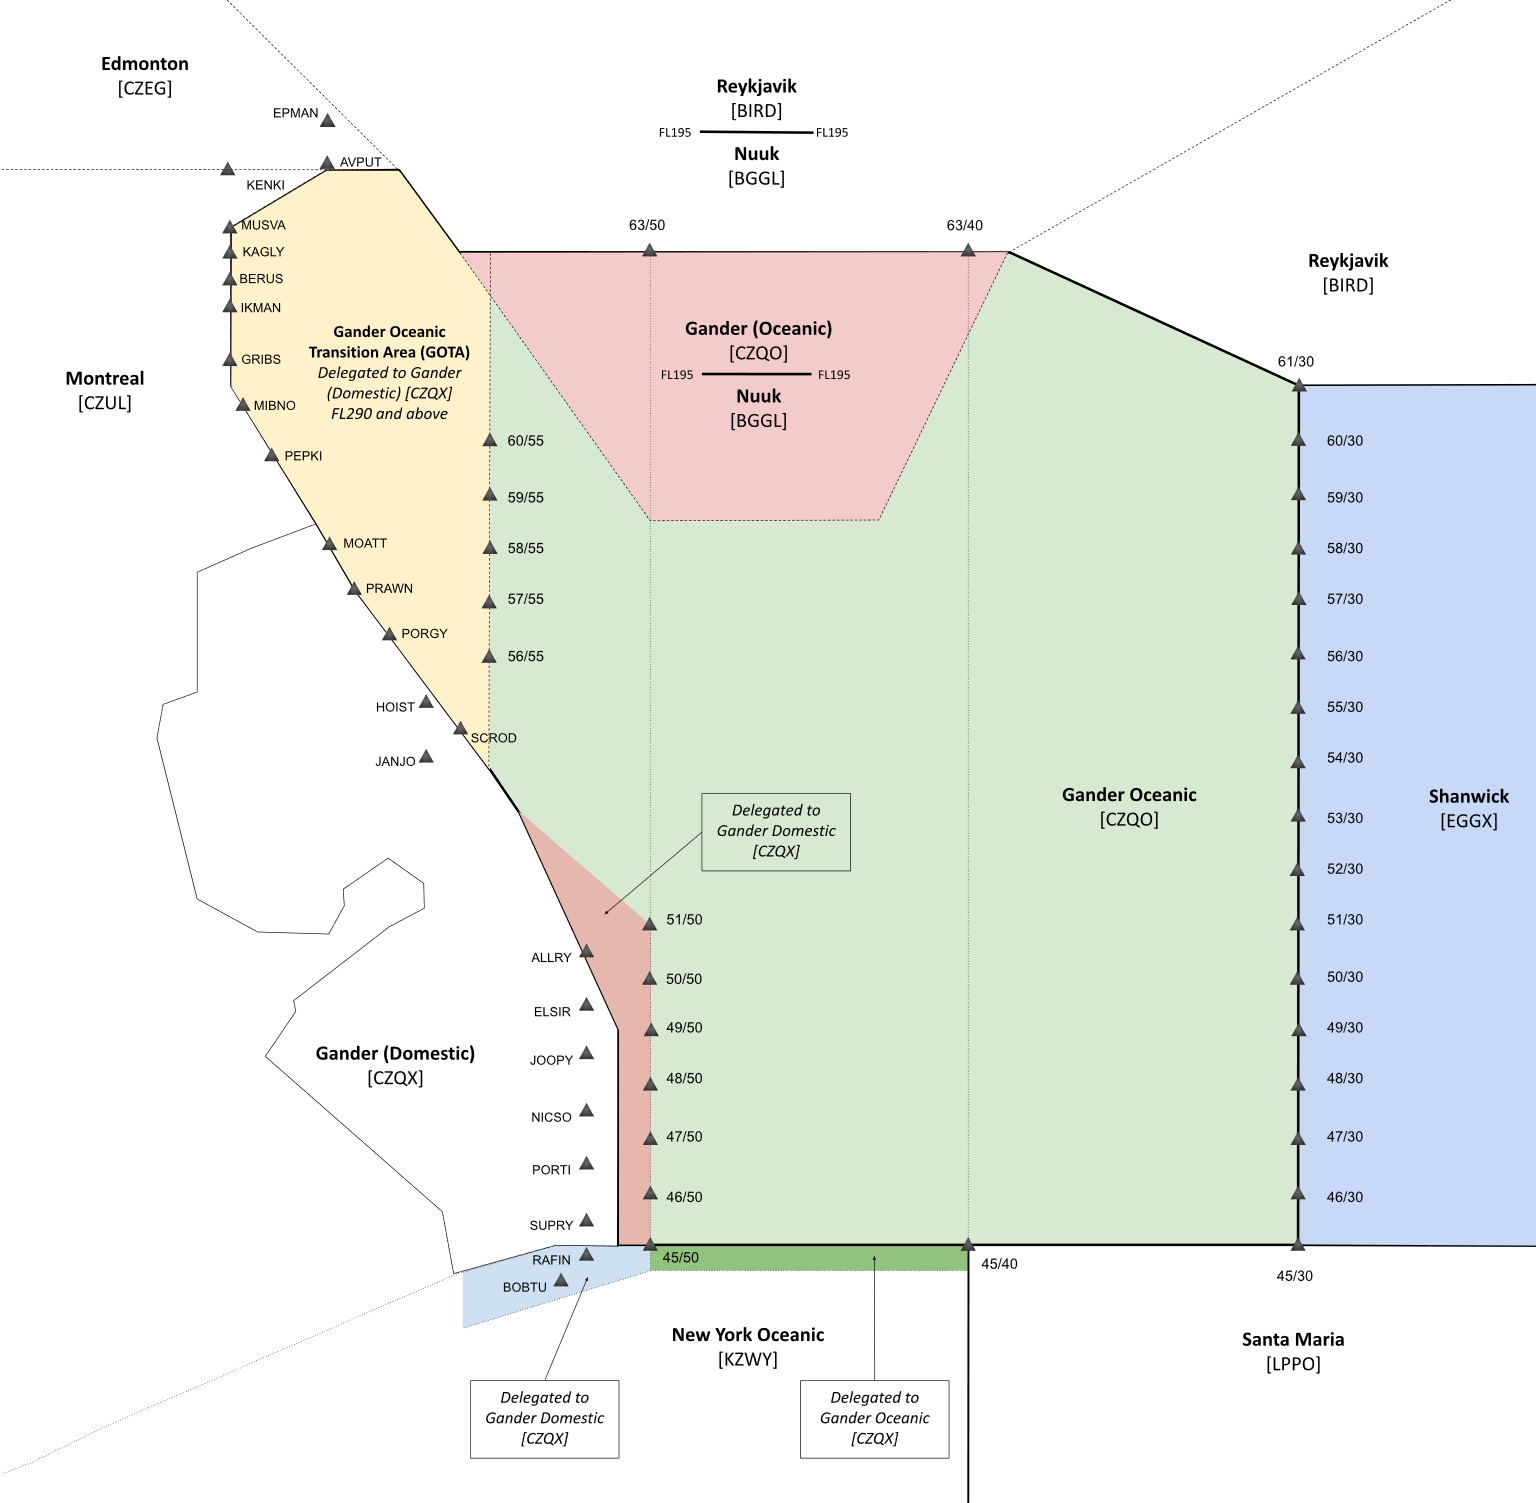 Edmonton
[CZEG]
EPMAN
AVPUT
KENKI
MUSVA
KAGLY
BERUS
IKMAN
GRIBS
MIBNO
PEPKI
MOATT
PRAWN
PORGY
HOIST
SCROD
JANJO
Montreal
[CZUL]
Gander Oceanic
Transition Area (GOTA)
Delegated to Gander
(Domestic) [CZQX]
FL290 and above
Reykjavik
[BIRD]
FL195 FL195
Nuuk
[BGGL]
63/50
63/40
Gander (Oceanic)
[CZQO]
FL195 FL195
Nuuk
[BGGL]
Reykjavik
[BIRD]
61/30
60/55
59/55
58/55
57/55
56/55
60/30
59/30
58/30
57/30
56/30
55/30
54/30
53/30
52/30
51/30
50/30
49/30
48/30
47/30
46/30
45/30
Gander Oceanic
[CZQO]
Shanwick
[EGGX]
Delegated to
Gander Domestic
[CZQX]
51/50
50/50
49/50
48/50
47/50
46/50
45/50
45/40
ALLRY
ELSIR
JOOPY
NICSO
PORTI
SUPRY
RAFIN
BOBTU
Gander (Domestic)
[CZQX]
New York Oceanic
[KZWY]
Santa Maria
[LPPO]
Delegated to
Gander Domestic
[CZQX]
Delegated to
Gander Oceanic
[CZQX]